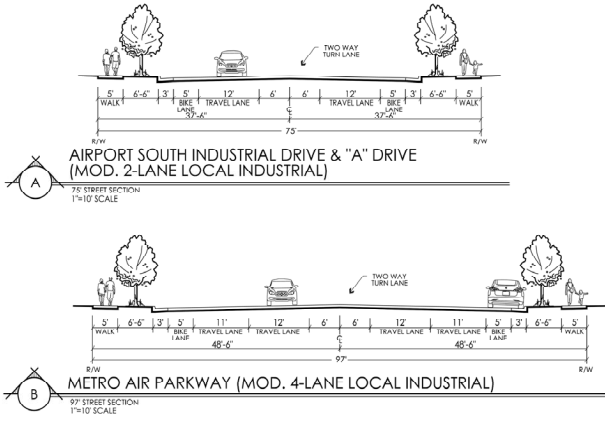 TWO WAY
TURN LANE
5' 6'-6" 3' 5' 12' 6' 6' 12' 5' 3' 6'-6" 5'
WALK BIKE LANE TRAVEL LANE TRAVEL LANE BIKE LANE WALK
37'-6" ℄ 37'-6"
75'
R/W R/W
A
AIRPORT SOUTH INDUSTRIAL DRIVE & "A" DRIVE
(MOD. 2-LANE LOCAL INDUSTRIAL)
75' STREET SECTION
1"=10' SCALE
TWO WAY
TURN LANE
5' 6'-6" 3' 5' 11' 12' 6' 6' 12' 11' 5' 3' 6'-6" 5'
WALK BIKE LANE TRAVEL LANE TRAVEL LANE TRAVEL LANE TRAVEL LANE BIKE LANE WALK
48'-6" ℄ 48'-6"
97'
R/W R/W
B
METRO AIR PARKWAY (MOD. 4-LANE LOCAL INDUSTRIAL)
97' STREET SECTION
1"=10' SCALE